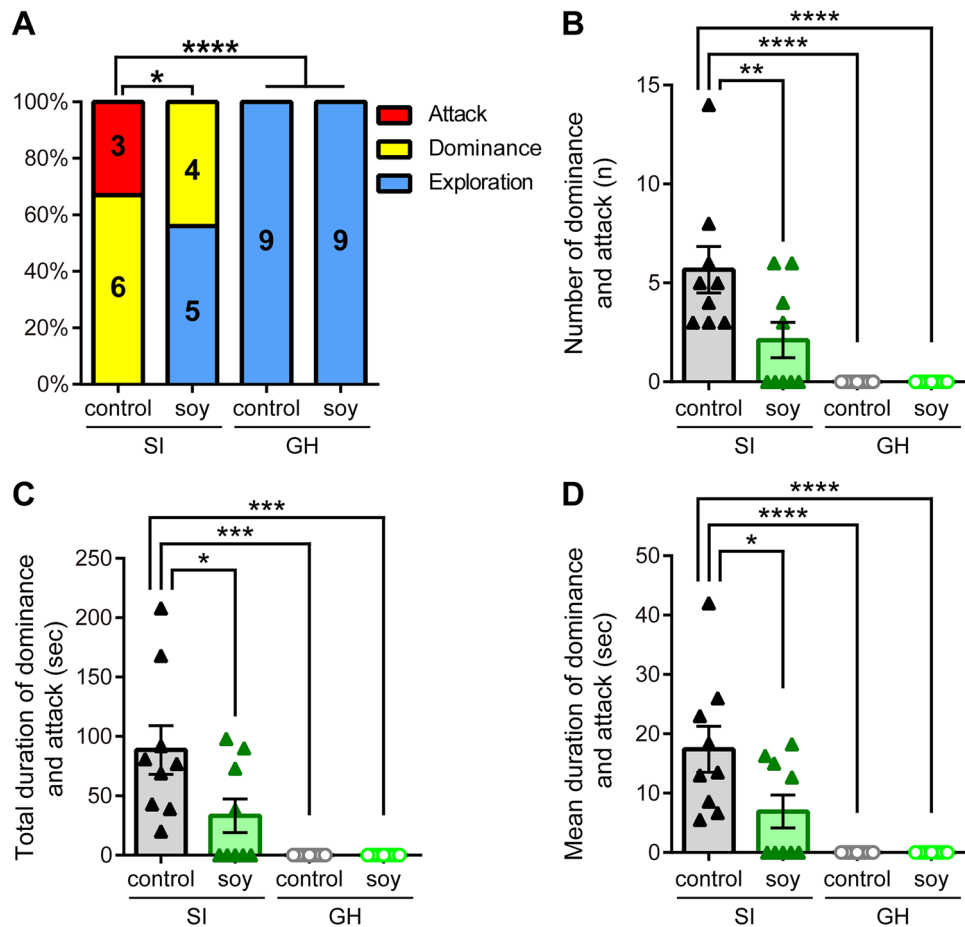 A
****
*
100%
80%
60%
40%
20%
0%
3
6
4
5
9
9
control soy control soy
SI GH
Attack
Dominance
Exploration
B
****
****
**
Number of dominance
and attack (n)
15
10
5
0
control soy control soy
SI GH
C
***
***
*
Total duration of dominance
and attack (sec)
250
200
150
100
50
0
control soy control soy
SI GH
D
****
****
*
Mean duration of dominance
and attack (sec)
50
40
30
20
10
0
control soy control soy
SI GH